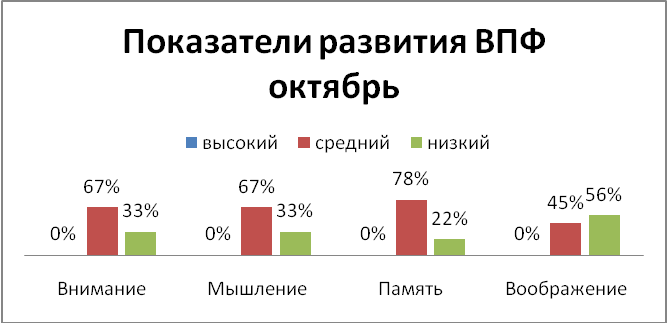 Показатели развития ВПФ
октябрь
высокий средний низкий
0% 67% 33% 0% 67% 33% 0% 78% 22% 0% 45% 56%
Внимание Мышление Память Воображение